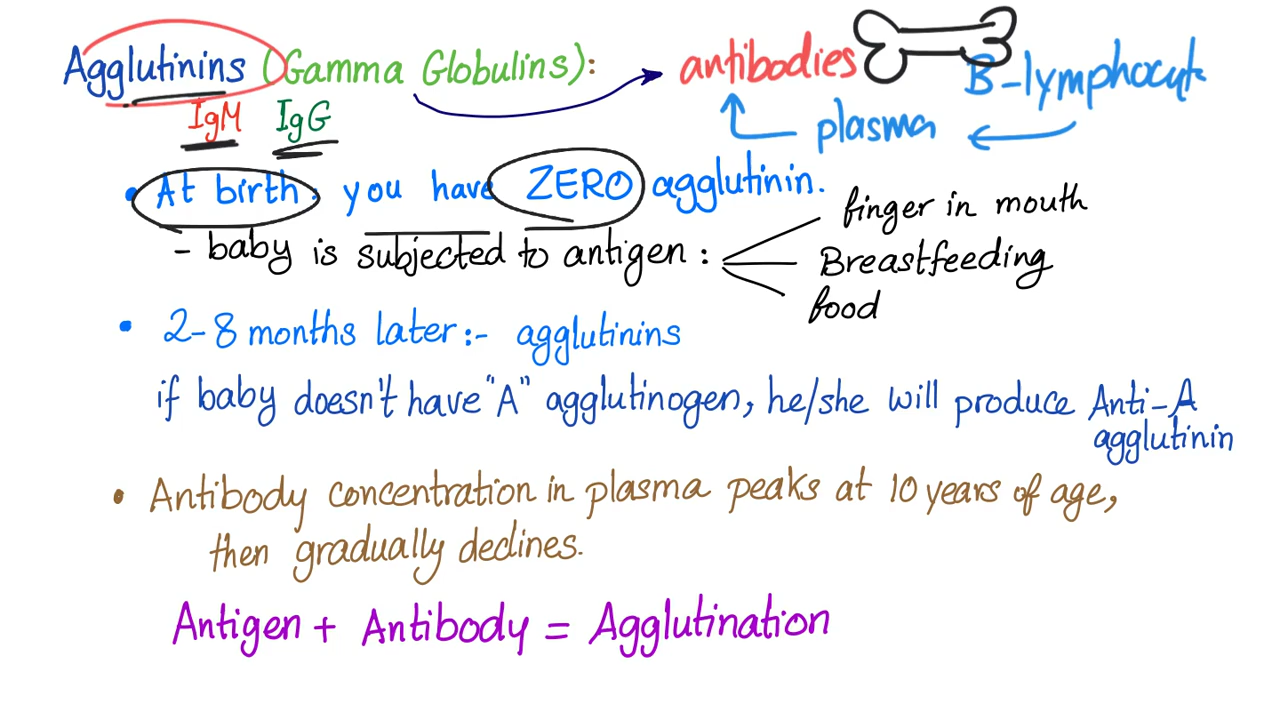 Agglutinins (Gamma Globulins): antibodies B-lymphocyte
IgM IgG plasma
• At birth: you have ZERO agglutinin.
- baby is subjected to antigen: finger in mouth
Breastfeeding
food
• 2-8 months later:- agglutinins
if baby doesn't have "A" agglutinogen, he/she will produce Anti-A
agglutinin
• Antibody concentration in plasma peaks at 10 years of age,
then gradually declines.
Antigen + Antibody = Agglutination